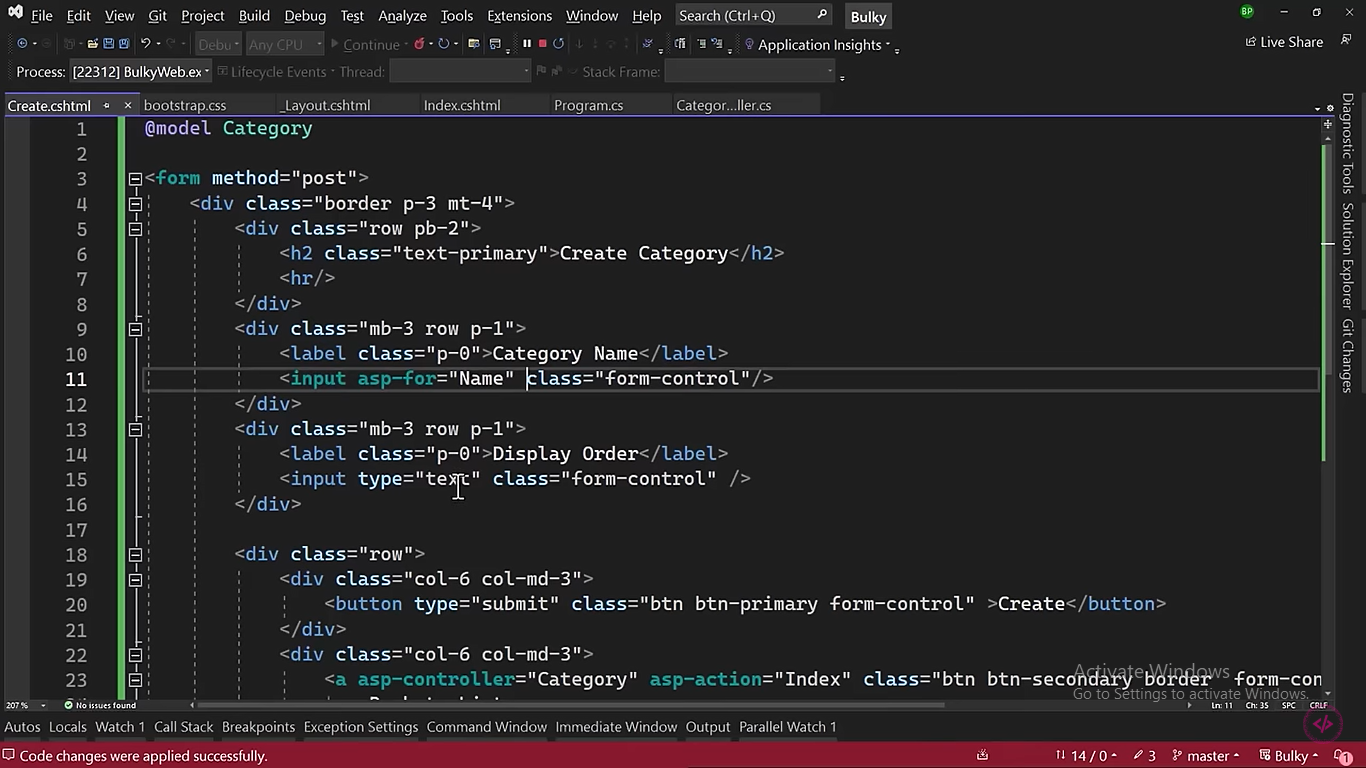 File Edit View Git Project Build Debug Test Analyze Tools Extensions Window Help Search (Ctrl+Q) Bulky BP
Debu Any CPU Continue Application Insights Live Share
Process: [22312] BulkyWeb.ex Lifecycle Events Thread: Stack Frame:
Create.cshtml bootstrap.css _Layout.cshtml Index.cshtml Program.cs Categor...ller.cs
1 @model Category
2
3 <form method="post">
4 <div class="border p-3 mt-4">
5 <div class="row pb-2">
6 <h2 class="text-primary">Create Category</h2>
7 <hr/>
8 </div>
9 <div class="mb-3 row p-1">
10 <label class="p-0">Category Name</label>
11 <input asp-for="Name" class="form-control"/>
12 </div>
13 <div class="mb-3 row p-1">
14 <label class="p-0">Display Order</label>
15 <input type="text" class="form-control" />
16 </div>
17
18 <div class="row">
19 <div class="col-6 col-md-3">
20 <button type="submit" class="btn btn-primary form-control" >Create</button>
21 </div>
22 <div class="col-6 col-md-3">
23 <a asp-controller="Category" asp-action="Index" class="btn btn-secondary border form-con
Diagnostic Tools
Solution Explorer
Git Changes
Activate Windows
Go to Settings to activate Windows.
207 % No issues found Ln: 11 Ch: 35 SPC CRLF
Autos Locals Watch 1 Call Stack Breakpoints Exception Settings Command Window Immediate Window Output Parallel Watch 1
Code changes were applied successfully. 14 / 0 3 master Bulky 1